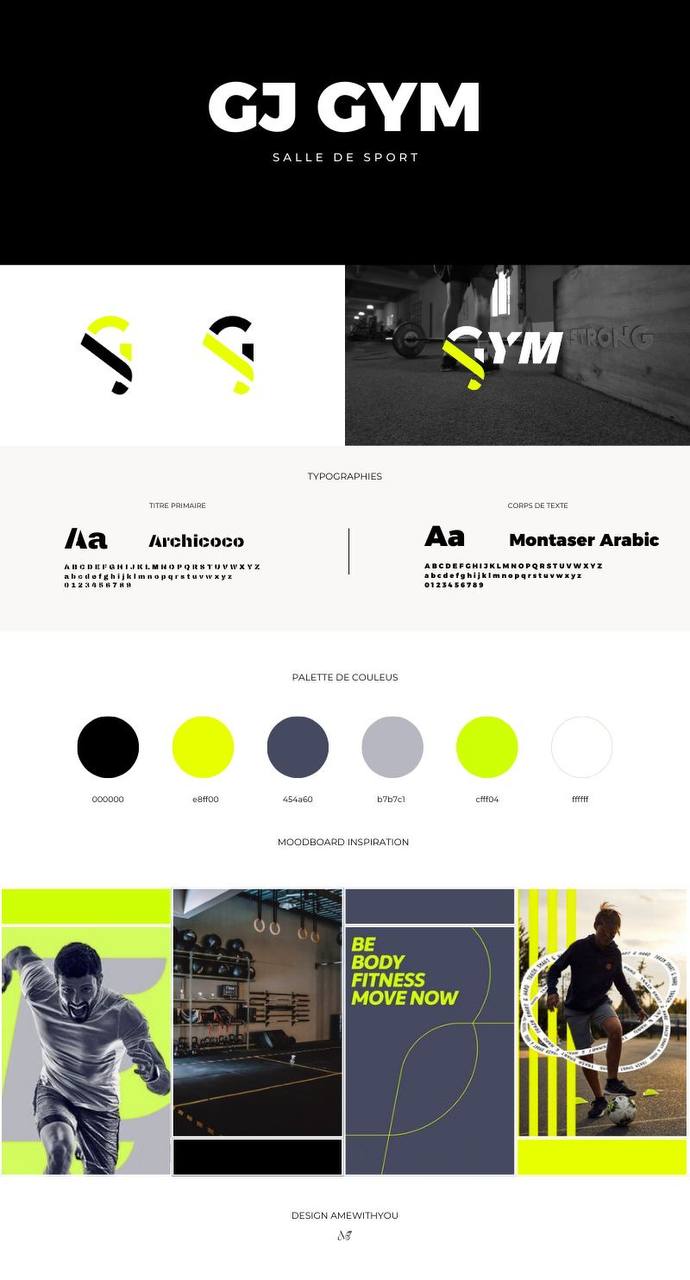 GJ GYM
SALLE DE SPORT
G
G
GYM
STRONG
TYPOGRAPHIES
TITRE PRIMAIRE
CORPS DE TEXTE
Aa Archicoco
Aa Montaser Arabic
ABCDEFGHIJKLMNOPQRSTUVWXYZ
abcdefghijklmnopqrstuvwxyz
0123456789
ABCDEFGHIJKLMNOPQRSTUVWXYZ
abcdefghijklmnopqrstuvwxyz
0123456789
PALETTE DE COULEUS
000000 e8ff00 454a60 b7b7c1 cfff04 ffffff
MOODBOARD INSPIRATION
BE
BODY
FITNESS
MOVE NOW
DESIGN AMEWITHYOU